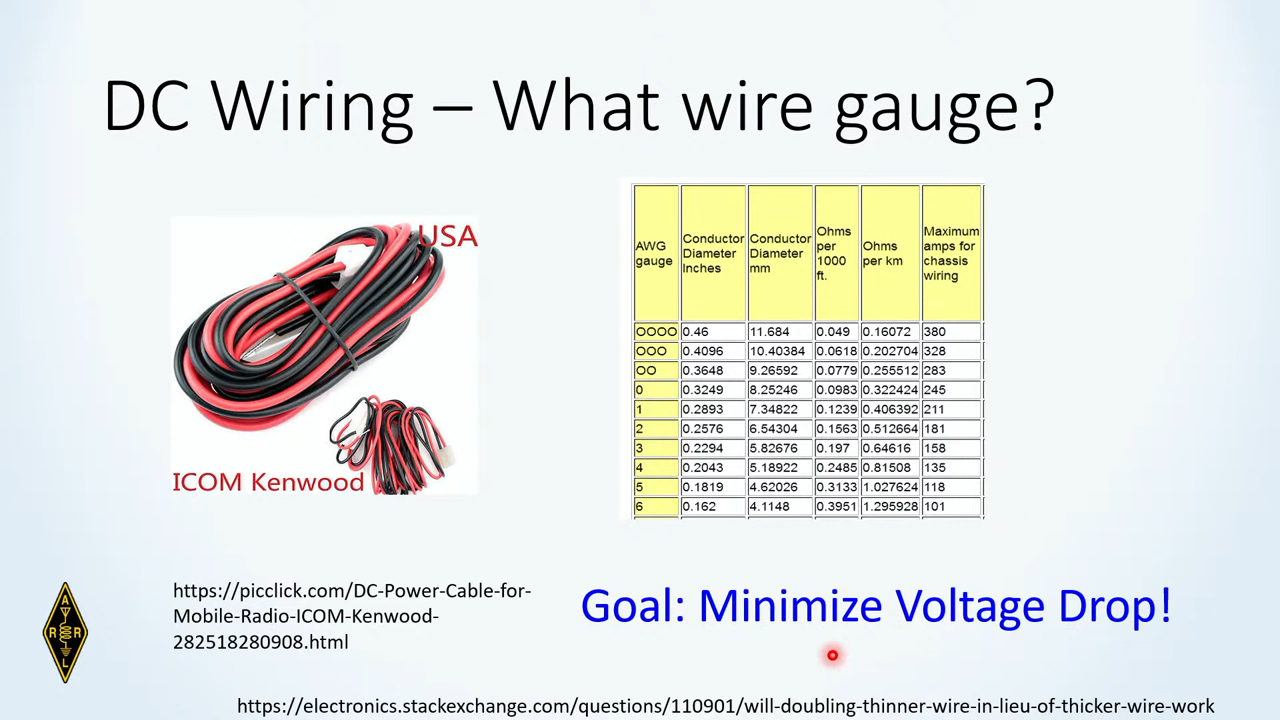 DC Wiring – What wire gauge?
USA
ICOM Kenwood
AWG gauge | Conductor Diameter Inches | Conductor Diameter mm | Ohms per 1000 ft. | Ohms per km | Maximum amps for chassis wiring
OOOO | 0.46 | 11.684 | 0.049 | 0.16072 | 380
OOO | 0.4096 | 10.40384 | 0.0618 | 0.202704 | 328
OO | 0.3648 | 9.26592 | 0.0779 | 0.255512 | 283
0 | 0.3249 | 8.25246 | 0.0983 | 0.322424 | 245
1 | 0.2893 | 7.34822 | 0.1239 | 0.406392 | 211
2 | 0.2576 | 6.54304 | 0.1563 | 0.512664 | 181
3 | 0.2294 | 5.82676 | 0.197 | 0.64616 | 158
4 | 0.2043 | 5.18922 | 0.2485 | 0.81508 | 135
5 | 0.1819 | 4.62026 | 0.3133 | 1.027624 | 118
6 | 0.162 | 4.1148 | 0.3951 | 1.295928 | 101
https://picclick.com/DC-Power-Cable-for-
Mobile-Radio-ICOM-Kenwood-
282518280908.html
Goal: Minimize Voltage Drop!
A
R R
L
https://electronics.stackexchange.com/questions/110901/will-doubling-thinner-wire-in-lieu-of-thicker-wire-work